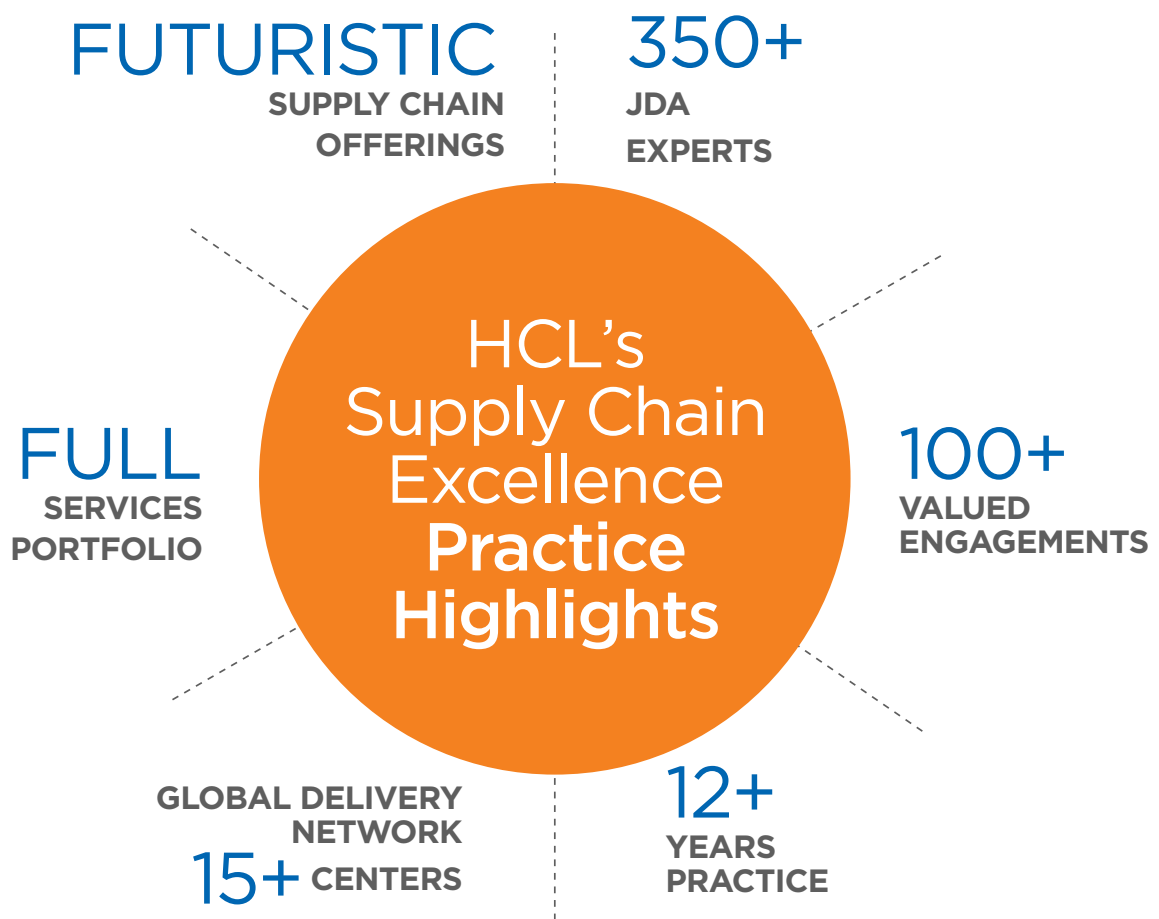 FUTURISTIC
SUPPLY CHAIN
OFFERINGS
350+
JDA
EXPERTS
HCL's
Supply Chain
Excellence
Practice
Highlights
FULL
SERVICES
PORTFOLIO
100+
VALUED
ENGAGEMENTS
GLOBAL DELIVERY
NETWORK
15+ CENTERS
12+
YEARS
PRACTICE